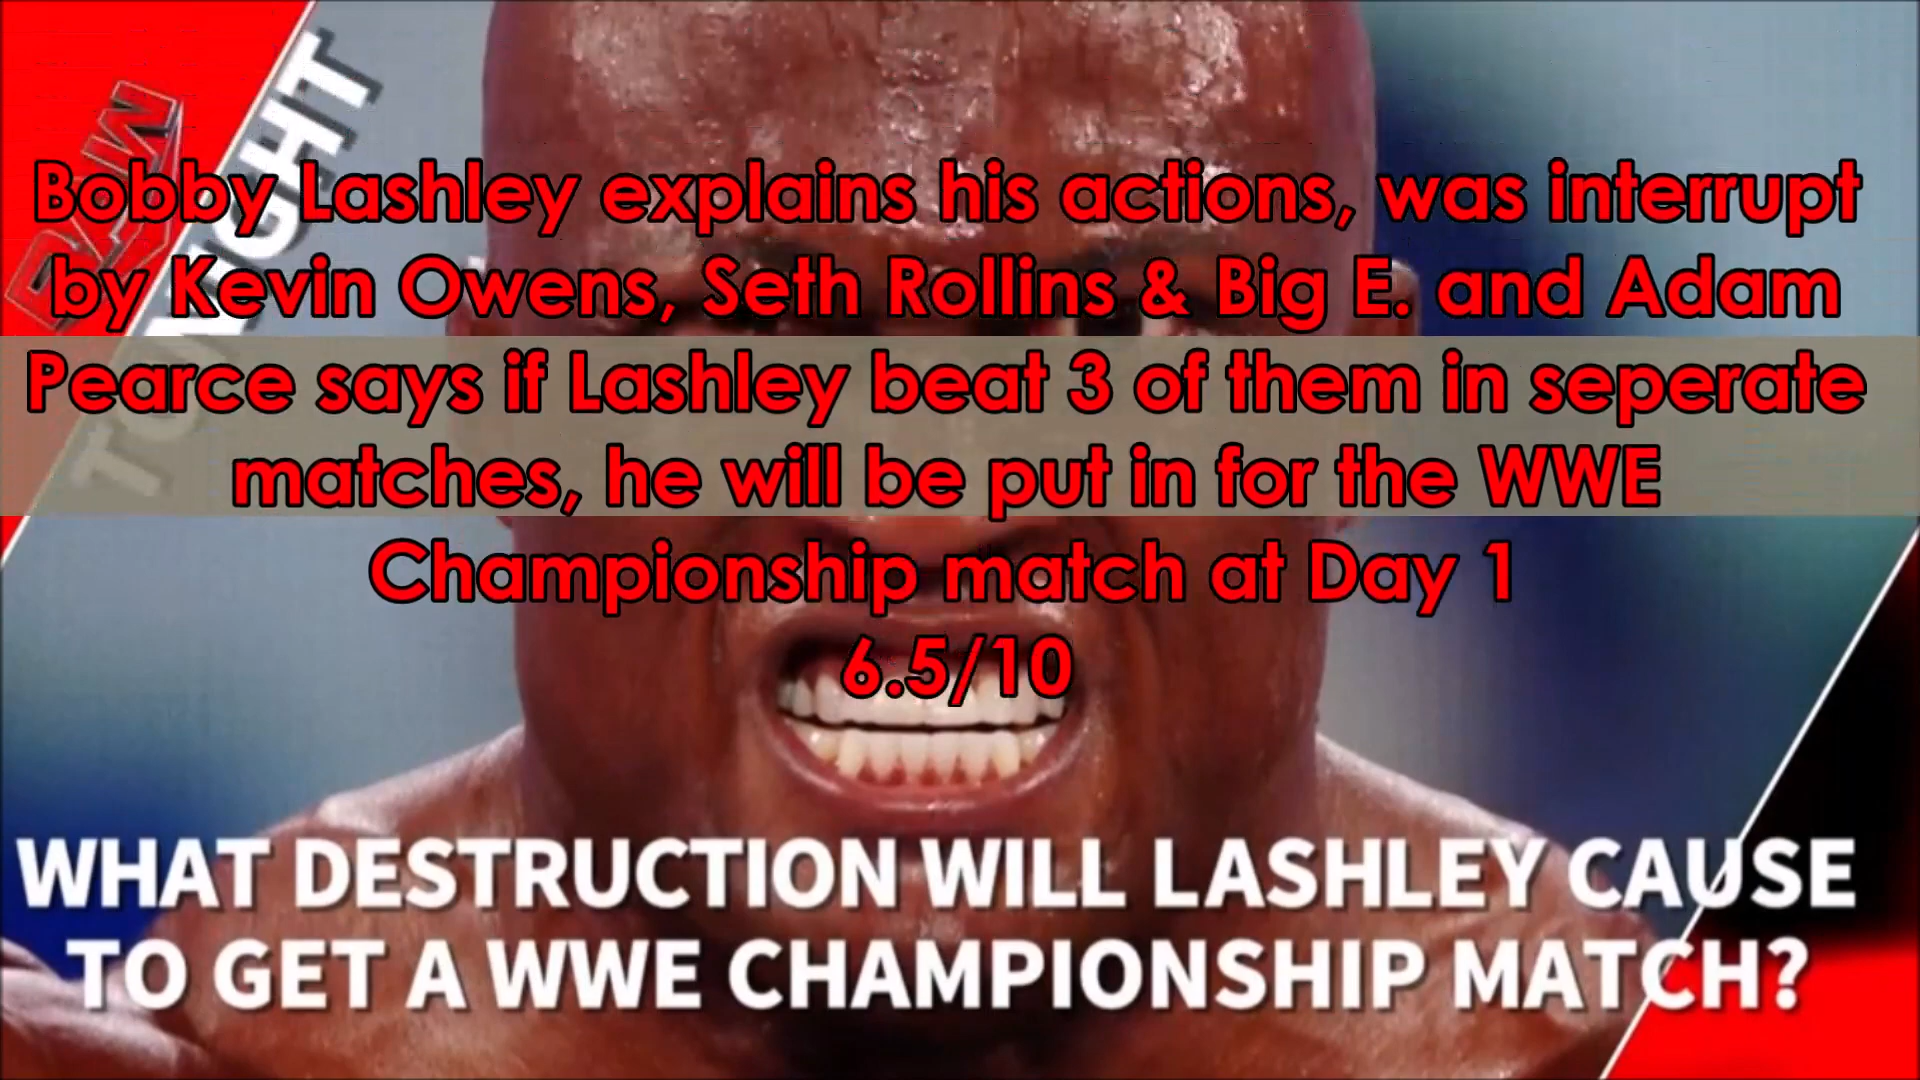 RAW
TONIGHT
Bobby Lashley explains his actions, was interrupt
by Kevin Owens, Seth Rollins & Big E. and Adam
Pearce says if Lashley beat 3 of them in seperate
matches, he will be put in for the WWE
Championship match at Day 1
6.5/10
WHAT DESTRUCTION WILL LASHLEY CAUSE
TO GET A WWE CHAMPIONSHIP MATCH?